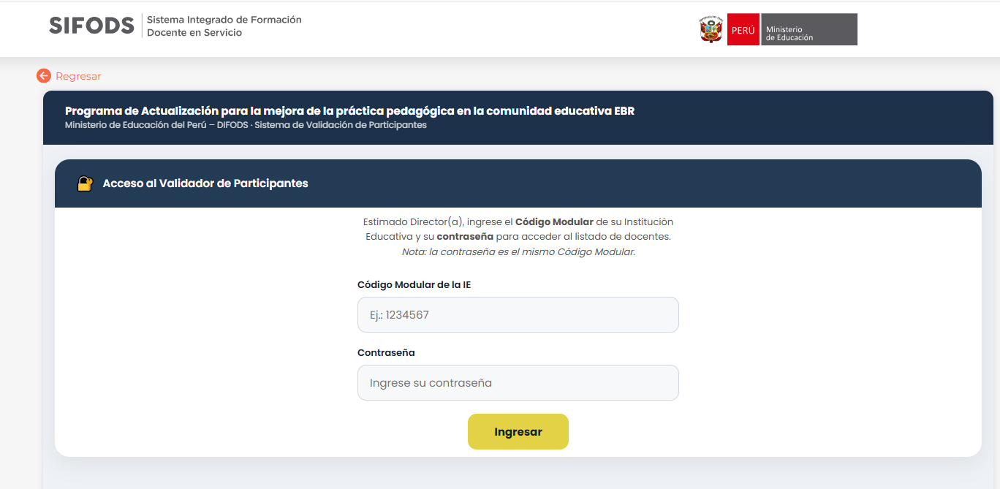 SIFODS
Sistema Integrado de Formación
Docente en Servicio
REPÚBLICA DEL PERÚ
PERÚ
Ministerio
de Educación
Regresar
Programa de Actualización para la mejora de la práctica pedagógica en la comunidad educativa EBR
Ministerio de Educación del Perú – DIFODS · Sistema de Validación de Participantes
Acceso al Validador de Participantes
Estimado Director(a), ingrese el Código Modular de su Institución
Educativa y su contraseña para acceder al listado de docentes.
Nota: la contraseña es el mismo Código Modular.
Código Modular de la IE
Ej.: 1234567
Contraseña
Ingrese su contraseña
Ingresar